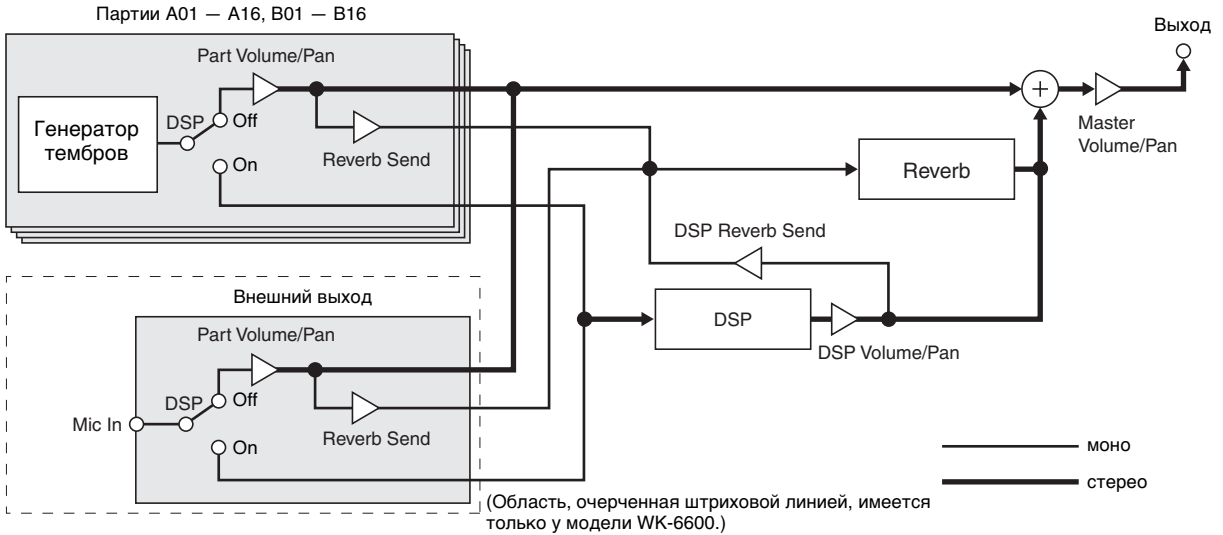 Партии A01 — A16, B01 — B16
Выход
Part Volume/Pan
Генератор
тембров
DSP
Off
On
Reverb Send
Master
Volume/Pan
Reverb
DSP Reverb Send
DSP
DSP Volume/Pan
Внешний выход
Part Volume/Pan
Mic In
DSP
Off
On
Reverb Send
моно
стерео
(Область, очерченная штриховой линией, имеется
только у модели WK-6600.)